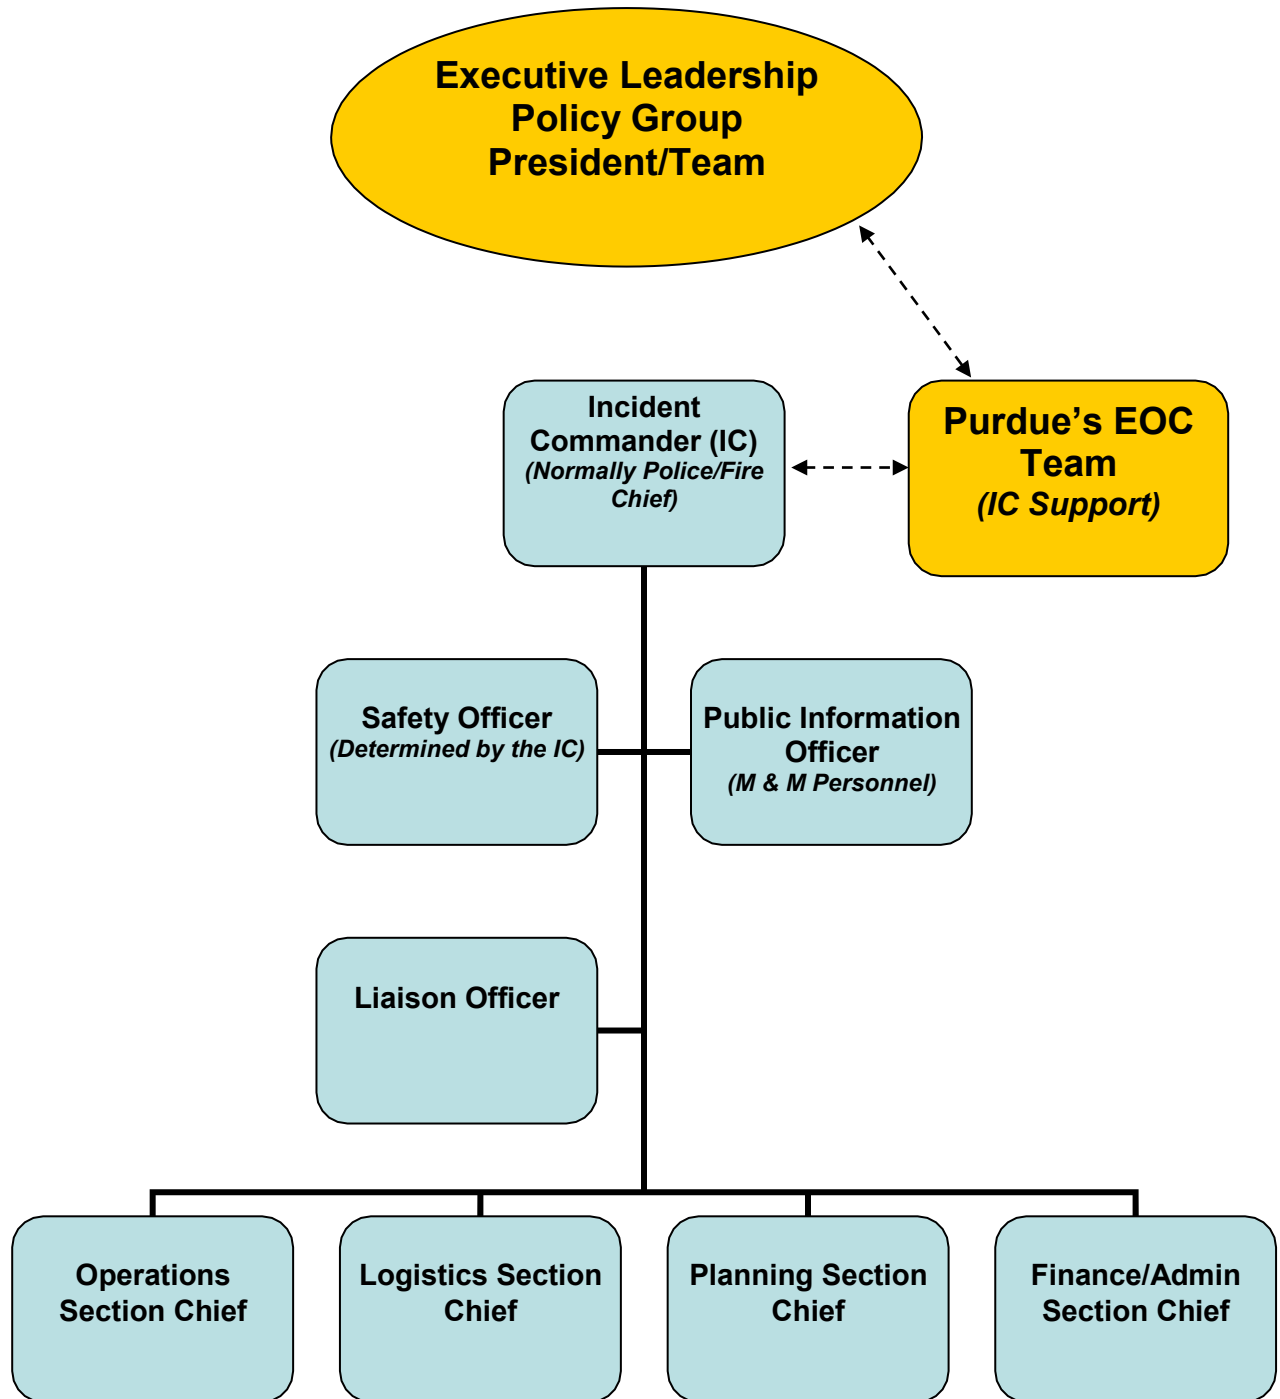 Executive Leadership
Policy Group
President/Team
Incident
Commander (IC)
(Normally Police/Fire
Chief)
Purdue’s EOC
Team
(IC Support)
Safety Officer
(Determined by the IC)
Public Information
Officer
(M & M Personnel)
Liaison Officer
Operations
Section Chief
Logistics Section
Chief
Planning Section
Chief
Finance/Admin
Section Chief